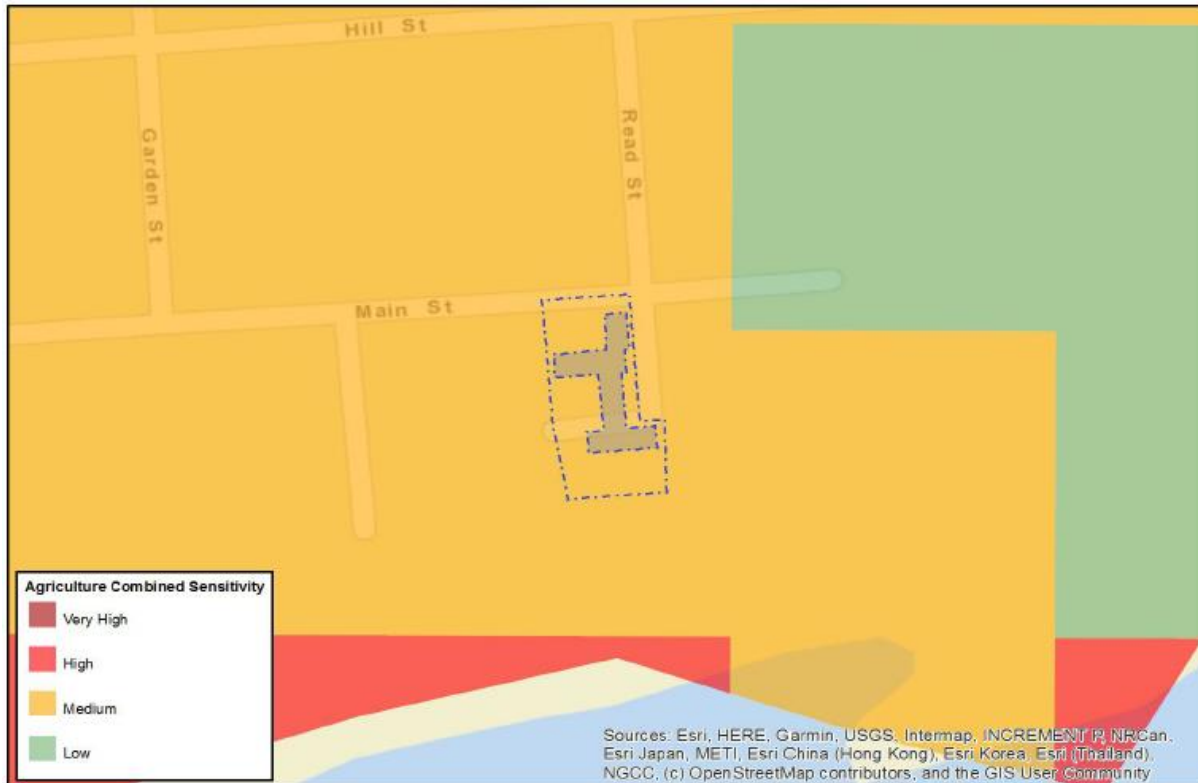 Hill St
Read St
Garden St
Main St
Agriculture Combined Sensitivity
Very High
High
Medium
Low
Sources: Esri, HERE, Garmin, USGS, Intermap, INCREMENT P, NRCan,
Esri Japan, METI, Esri China (Hong Kong), Esri Korea, Esri (Thailand),
NGCC, (c) OpenStreetMap contributors, and the GIS User Community